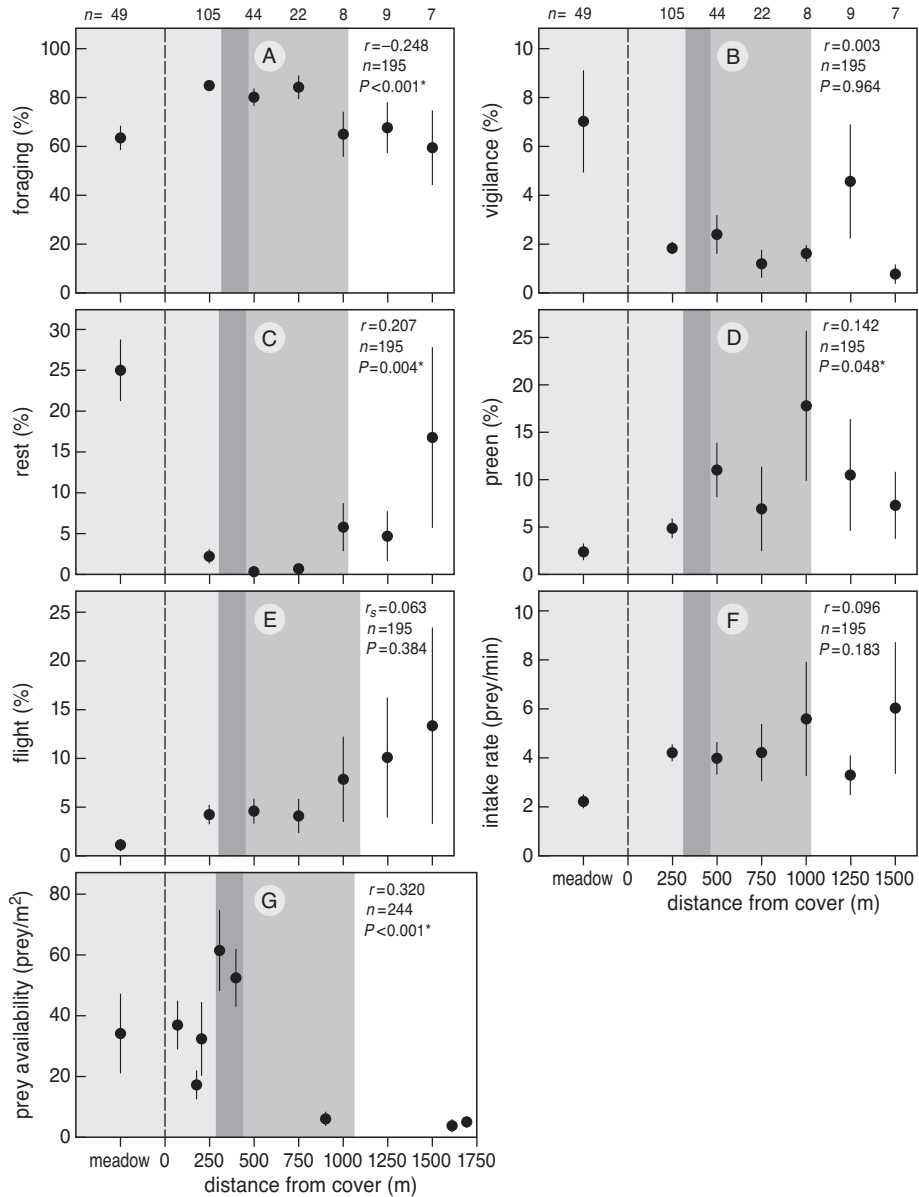 n= 49 105 44 22 8 9 7
n= 49 105 44 22 8 9 7
A
r=–0.248
n=195
P<0.001*
foraging (%)
100
80
60
40
20
0
B
r=0.003
n=195
P=0.964
vigilance (%)
10
8
6
4
2
0
C
r=0.207
n=195
P=0.004*
rest (%)
30
25
20
15
10
5
0
D
r=0.142
n=195
P=0.048*
preen (%)
25
20
15
10
5
0
E
rs=0.063
n=195
P=0.384
flight (%)
25
20
15
10
5
0
F
r=0.096
n=195
P=0.183
intake rate (prey/min)
10
8
6
4
2
0
meadow 0 250 500 750 1000 1250 1500
distance from cover (m)
G
r=0.320
n=244
P<0.001*
prey availability (prey/m²)
80
60
40
20
0
meadow 0 250 500 750 1000 1250 1500 1750
distance from cover (m)